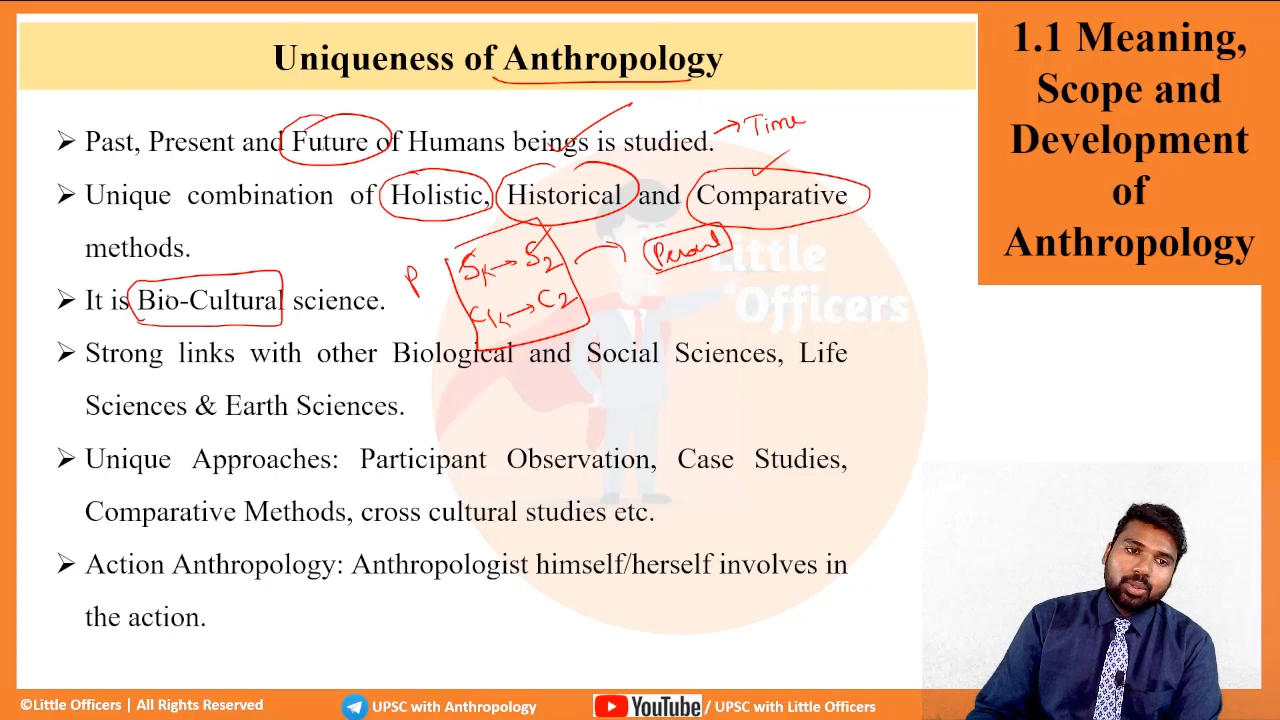 Uniqueness of Anthropology
1.1 Meaning,
Scope and
Development
of
Anthropology
➢ Past, Present and Future of Humans beings is studied.
→ Time
➢ Unique combination of Holistic, Historical and Comparative
methods.
P
S1 → S2
C1 → C2
Little
Officers
➢ It is Bio-Cultural science.
➢ Strong links with other Biological and Social Sciences, Life
Sciences & Earth Sciences.
➢ Unique Approaches: Participant Observation, Case Studies,
Comparative Methods, cross cultural studies etc.
➢ Action Anthropology: Anthropologist himself/herself involves in
the action.
©Little Officers | All Rights Reserved
UPSC with Anthropology
YouTube / UPSC with Little Officers